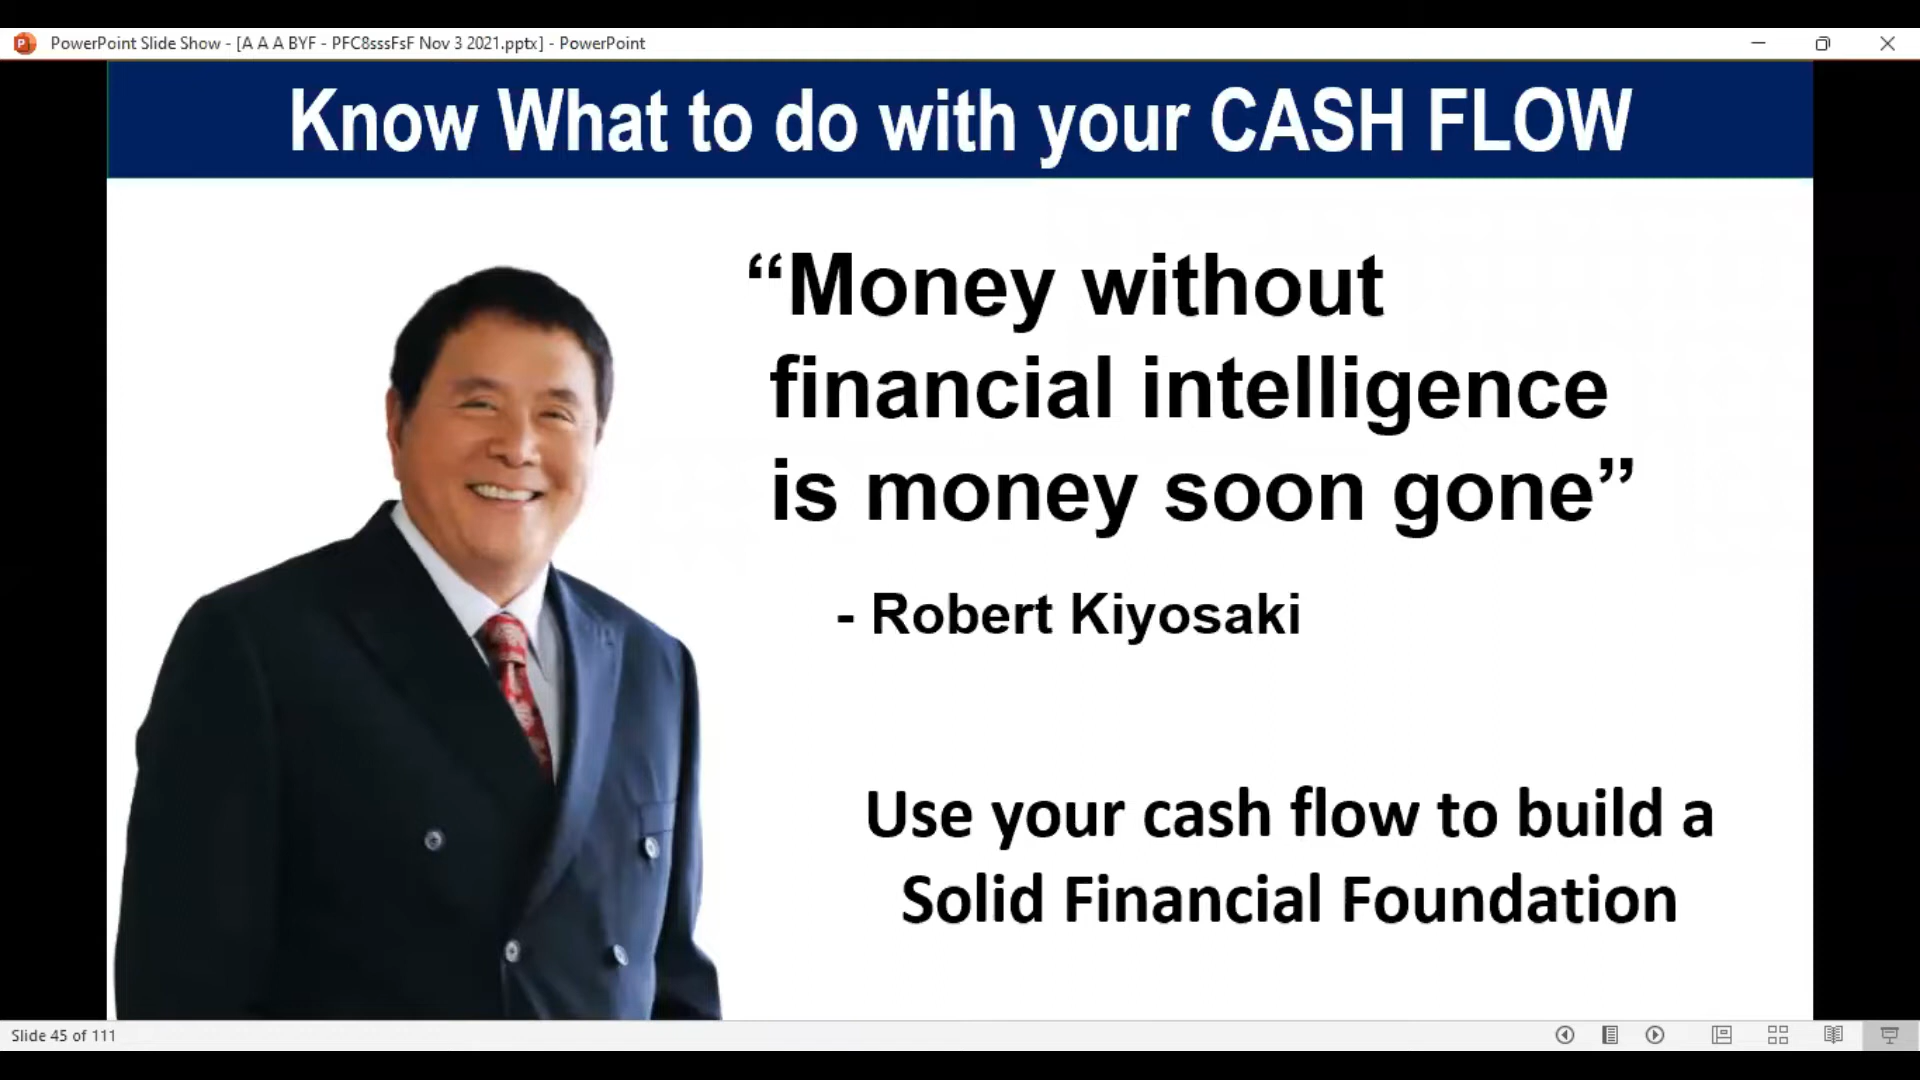 PowerPoint Slide Show - [A A A BYF - PFC8sssFsF Nov 3 2021.pptx] - PowerPoint
Know What to do with your CASH FLOW
“Money without
financial intelligence
is money soon gone”
- Robert Kiyosaki
Use your cash flow to build a
Solid Financial Foundation
Slide 45 of 111